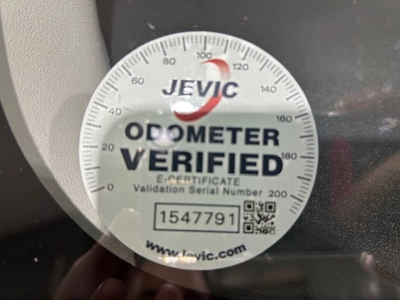 0 20 40 60 80 100 120 140 160 180 200
JEVIC
ODOMETER
VERIFIED
E-CERTIFICATE
Validation Serial Number
1547791
www.jevic.com